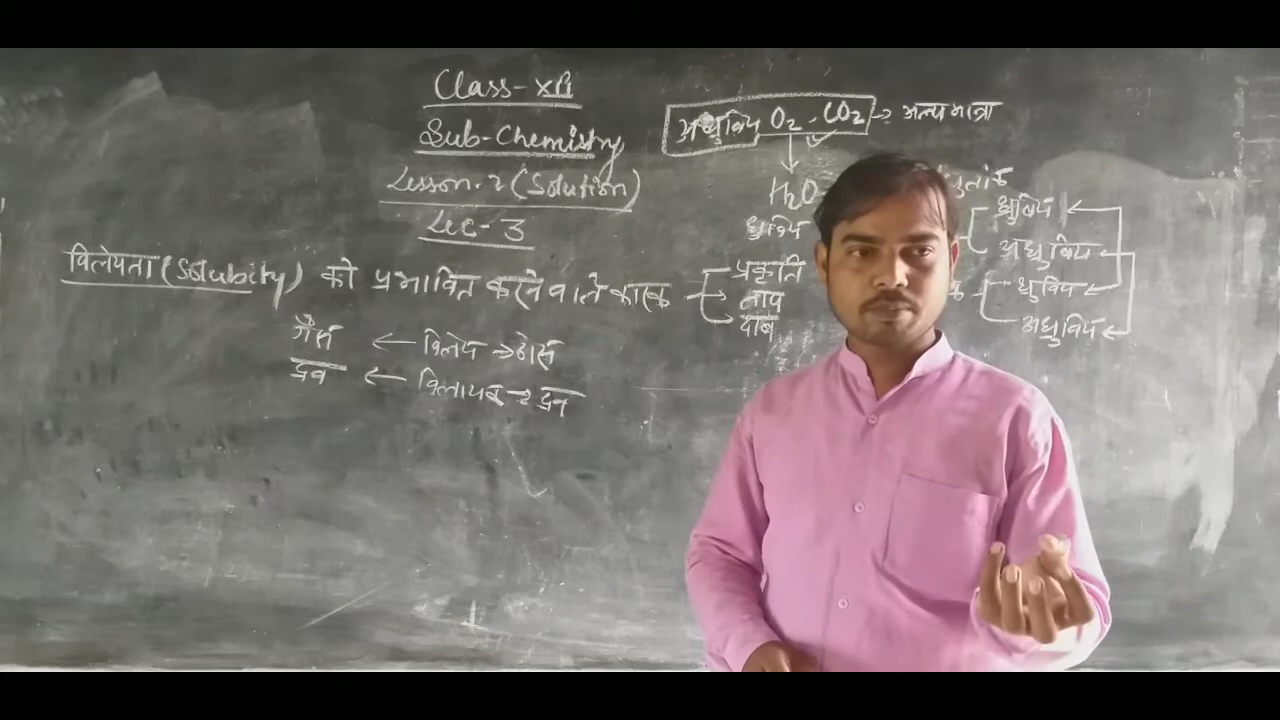 Class-XII
Sub-Chemistry
Lesson-2 (Solution)
Lec-3
विलेयता (Solubity) को प्रभावित करने वाले कारक
प्रकृति
ताप
दाब
गैस ← विलेय → ठोस
द्रव ← विलायक → द्रव
अध्रुविय O2, CO2 → अल्प मात्रा
H2O
ध्रुविय
ध्रुविय
अध्रुविय
ध्रुविय
अध्रुविय